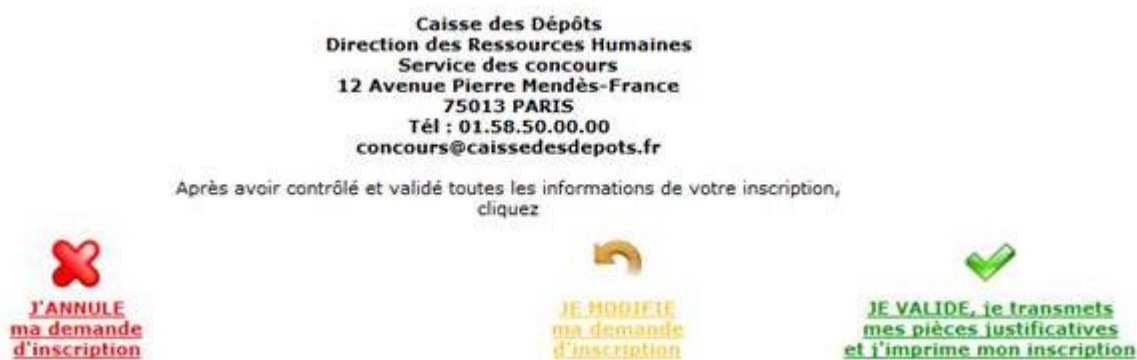 Caisse des Dépôts
Direction des Ressources Humaines
Service des concours
12 Avenue Pierre Mendès-France
75013 PARIS
Tél : 01.58.50.00.00
concours@caissedesdepots.fr
Après avoir contrôlé et validé toutes les informations de votre inscription,
cliquez
J'ANNULE
ma demande
d'inscription
JE MODIFIE
ma demande
d'inscription
JE VALIDE, je transmets
mes pièces justificatives
et j'imprime mon inscription